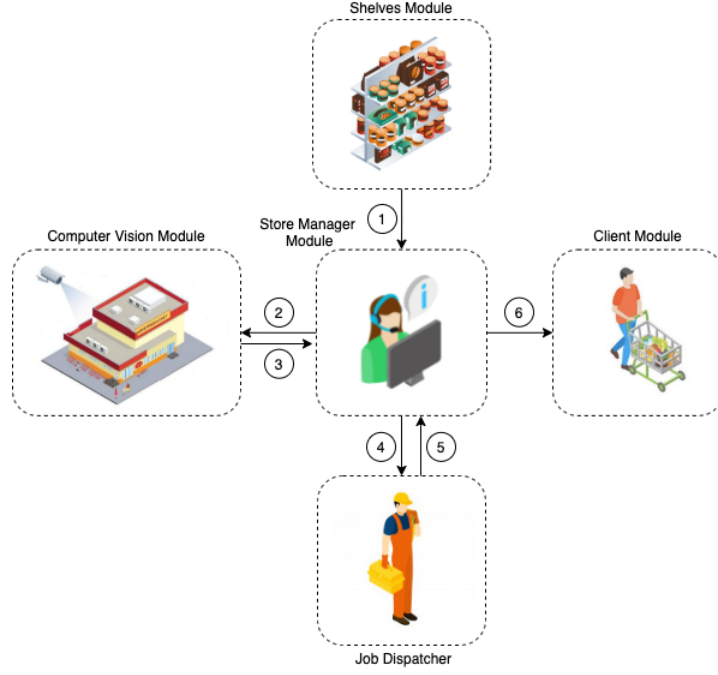 Shelves Module
1
Store Manager
Module
Computer Vision Module
Client Module
2
3
6
4
5
Job Dispatcher